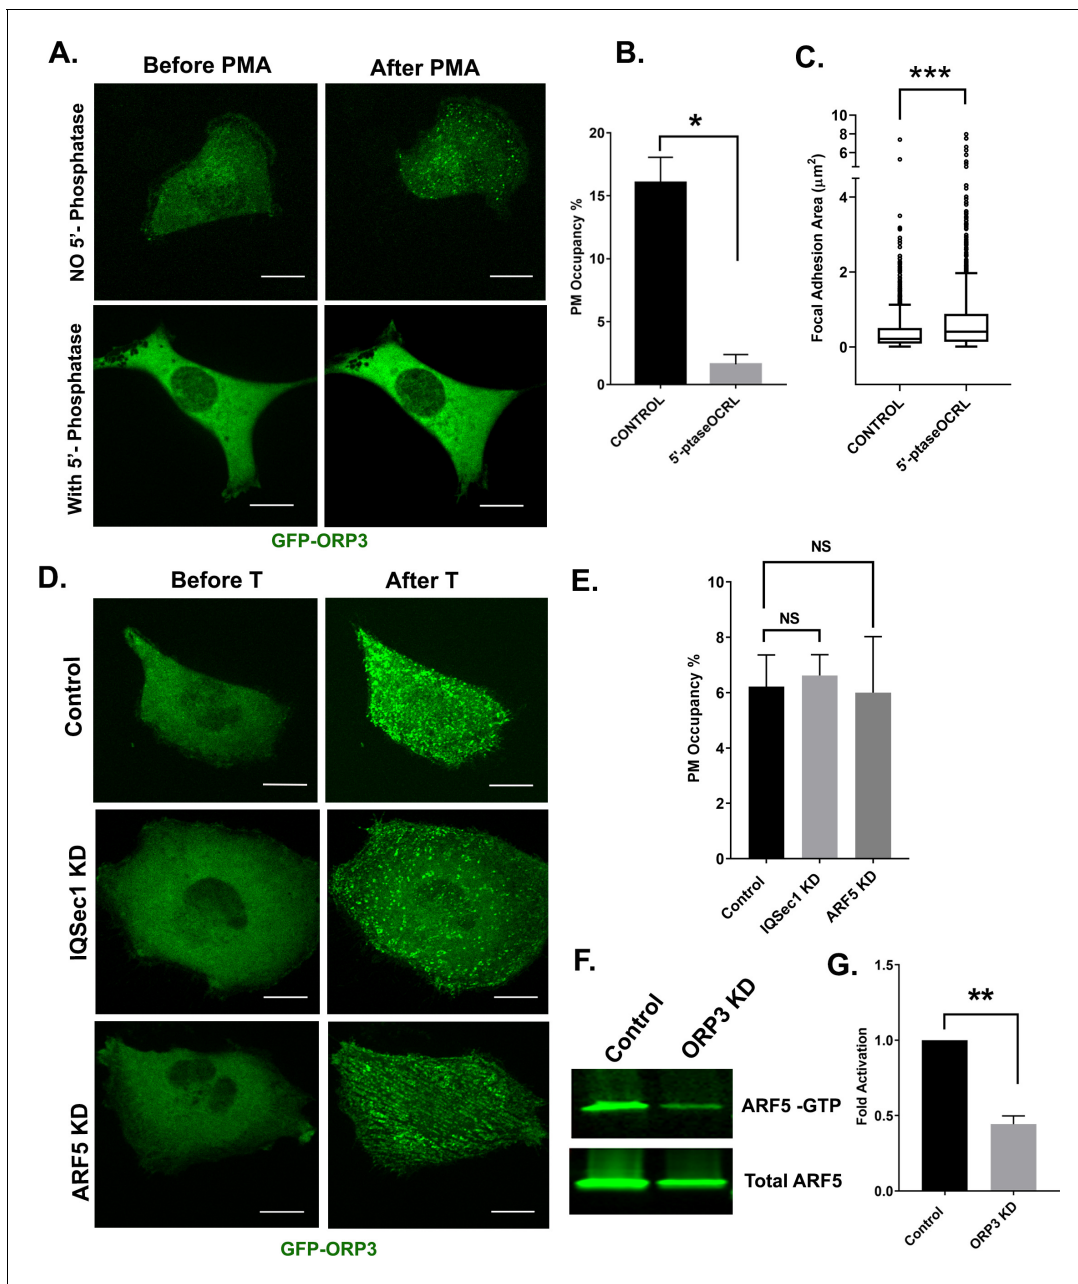 A.
Before PMA
After PMA
NO 5'- Phosphatase
With 5'- Phosphatase
GFP-ORP3
B.
*
20
15
10
5
0
PM Occupancy %
CONTROL
5'-ptaseOCRL
C.
***
10
8
6
4
2
0
Focal Adhesion Area (μm²)
CONTROL
5'-ptaseOCRL
D.
Before T
After T
Control
IQSec1 KD
ARF5 KD
GFP-ORP3
E.
NS
NS
10
8
6
4
2
0
PM Occupancy %
Control
IQSec1 KD
ARF5 KD
F.
Control
ORP3 KD
ARF5 -GTP
Total ARF5
G.
**
1.5
1.0
0.5
0.0
Fold Activation
Control
ORP3 KD